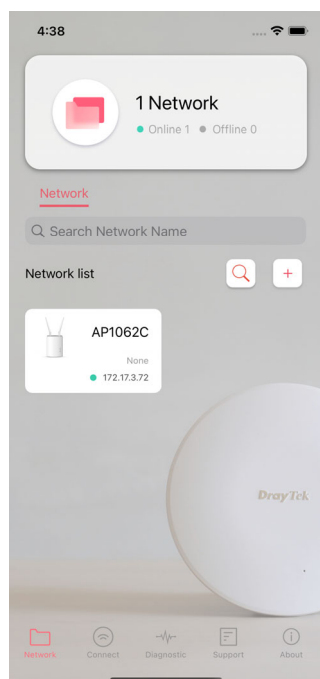 4:38
1 Network
Online 1 Offline 0
Network
Search Network Name
Network list
+
AP1062C
None
172.17.3.72
DrayTek
Network Connect Diagnostic Support About